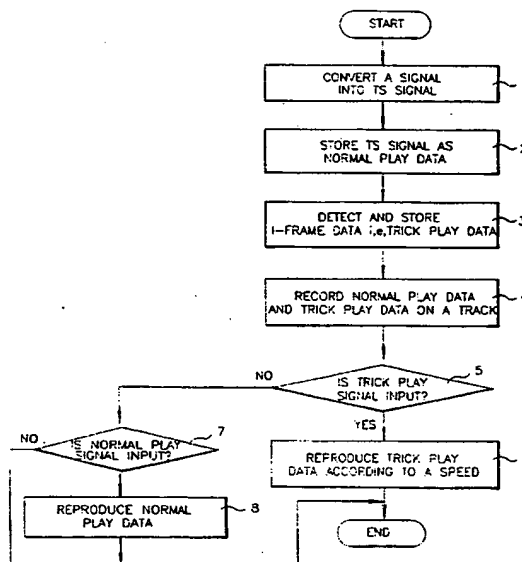 START
CONVERT A SIGNAL
INTO TS SIGNAL
STORE TS SIGNAL AS
NORMAL PLAY DATA
2
DETECT AND STORE
I-FRAME DATA i,e,TRICK PLAY DATA
3
RECORD NORMAL PLAY DATA
AND TRICK PLAY DATA ON A TRACK
IS TRICK PLAY
SIGNAL INPUT?
5
NO
YES
IS NORMAL PLAY
SIGNAL INPUT?
7
NO
REPRODUCE TRICK PLAY
DATA ACCORDING TO A SPEED
REPRODUCE NORMAL
PLAY DATA
8
END